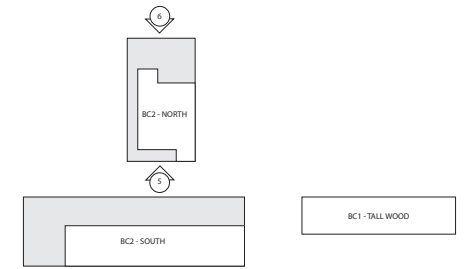 6
BC2 - NORTH
5
BC2 - SOUTH
BC1 - TALL WOOD